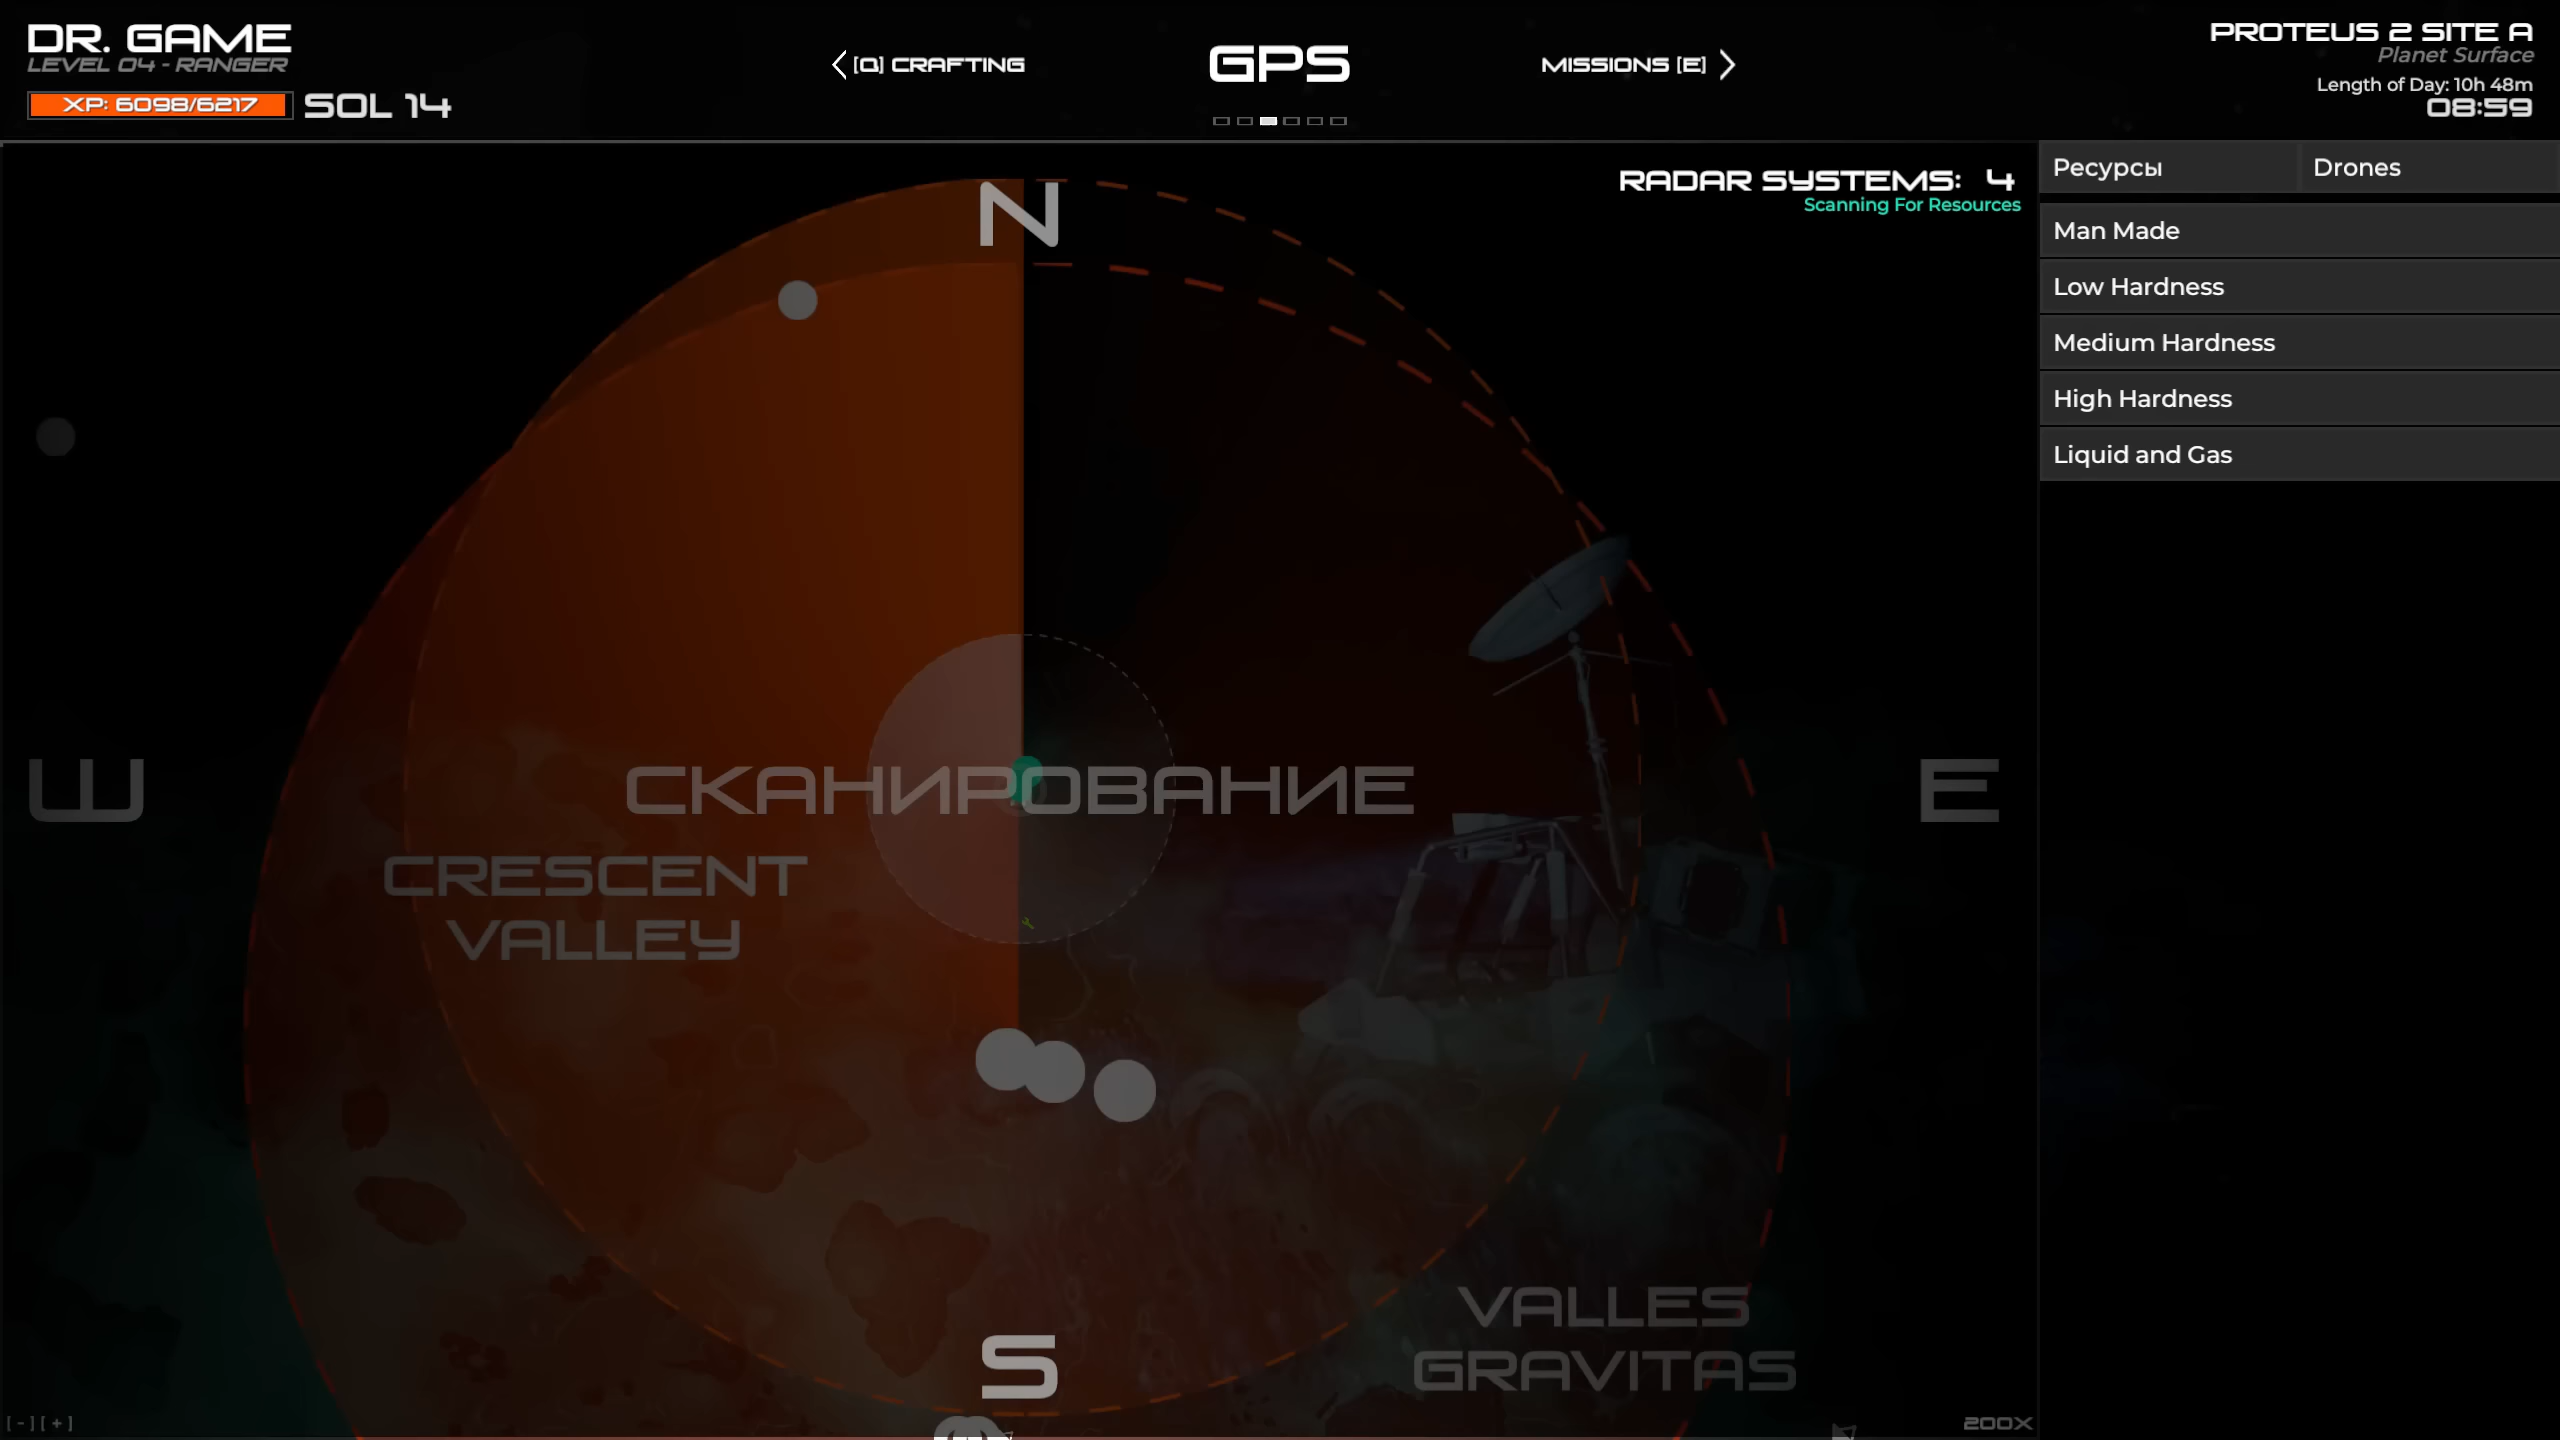 DR. GAME
LEVEL 04 - RANGER
XP: 6098/6217
SOL 14
[Q] CRAFTING
GPS
MISSIONS [E]
PROTEUS 2 SITE A
Planet Surface
Length of Day: 10h 48m
08:59
RADAR SYSTEMS: 4
Scanning For Resources
Ресурсы
Drones
Man Made
Low Hardness
Medium Hardness
High Hardness
Liquid and Gas
N
W
СКАНИРОВАНИЕ
E
CRESCENT
VALLEY
VALLES
GRAVITAS
S
[-][+]
200X